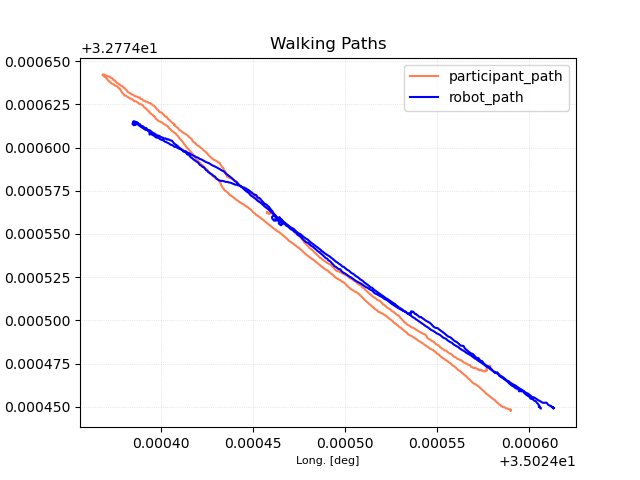 Walking Paths
+3.2774e1
participant_path
robot_path
0.000650
0.000625
0.000600
0.000575
0.000550
0.000525
0.000500
0.000475
0.000450
0.00040 0.00045 0.00050 0.00055 0.00060
Long. [deg]
+3.5024e1